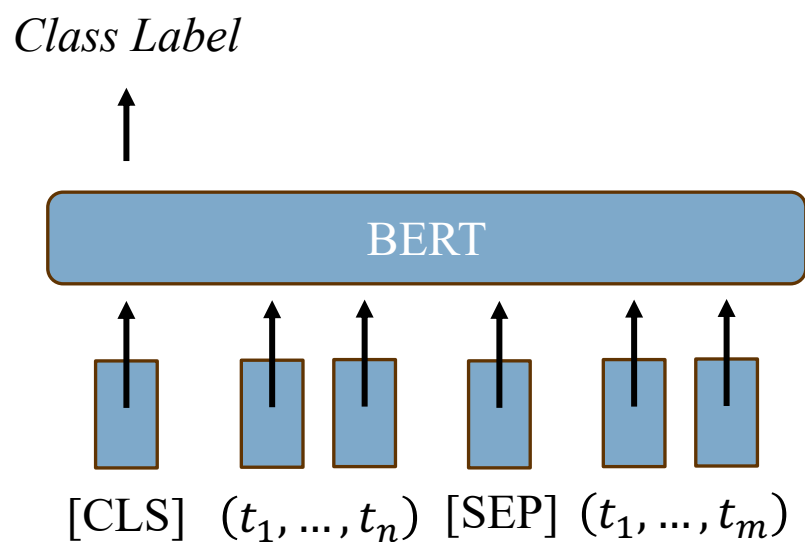 Class Label
BERT
[CLS] (t₁, ..., tₙ) [SEP] (t₁, ..., tₘ)